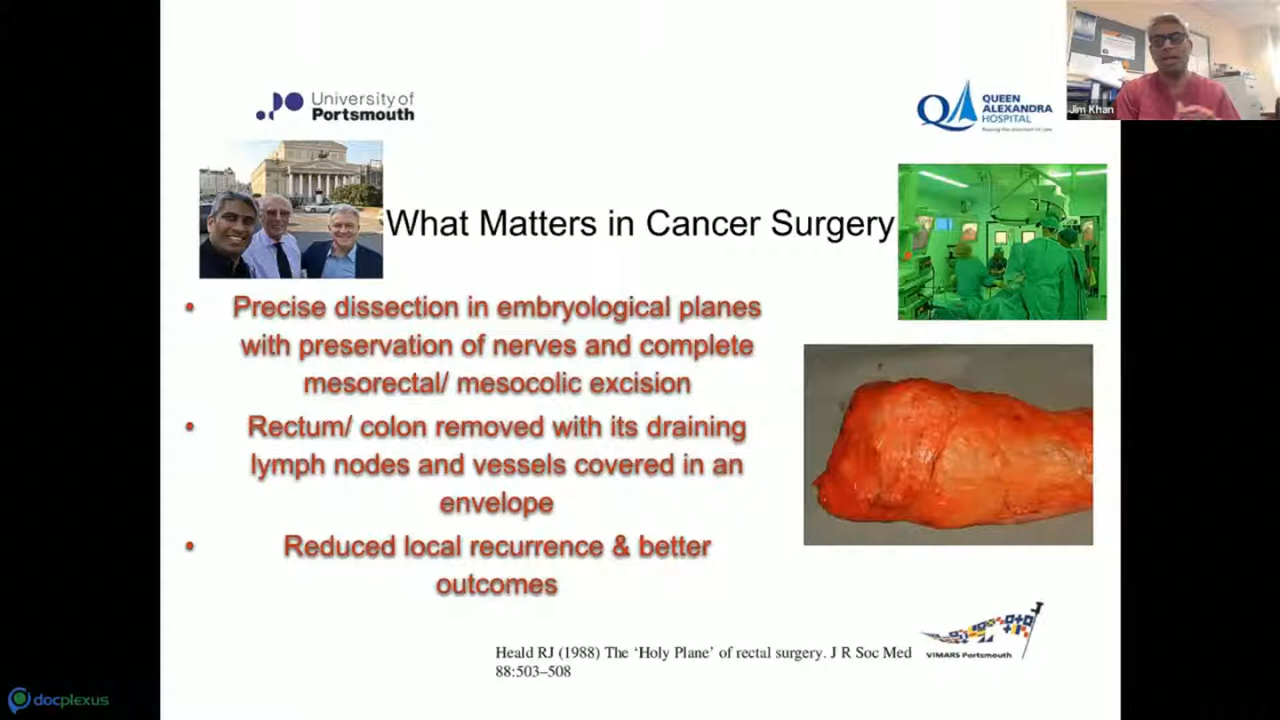 University of
Portsmouth
QUEEN
ALEXANDRA
HOSPITAL
Jim Khan
What Matters in Cancer Surgery
• Precise dissection in embryological planes
with preservation of nerves and complete
mesorectal/ mesocolic excision
• Rectum/ colon removed with its draining
lymph nodes and vessels covered in an
envelope
• Reduced local recurrence & better
outcomes
Heald RJ (1988) The ‘Holy Plane’ of rectal surgery. J R Soc Med
88:503–508
VIMARS Portsmouth
docplexus